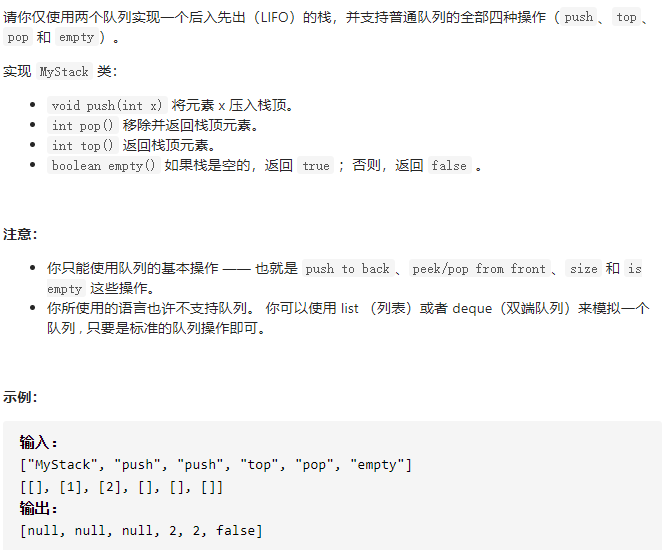 请你仅使用两个队列实现一个后入先出（LIFO）的栈，并支持普通队列的全部四种操作（push、top、
pop 和 empty）。
实现 MyStack 类：
void push(int x) 将元素 x 压入栈顶。
int pop() 移除并返回栈顶元素。
int top() 返回栈顶元素。
boolean empty() 如果栈是空的，返回 true ；否则，返回 false 。
注意：
你只能使用队列的基本操作 —— 也就是 push to back、peek/pop from front、size 和 is
empty 这些操作。
你所使用的语言也许不支持队列。 你可以使用 list （列表）或者 deque（双端队列）来模拟一个
队列 , 只要是标准的队列操作即可。
示例：
输入：
["MyStack", "push", "push", "top", "pop", "empty"]
[[], [1], [2], [], [], []]
输出：
[null, null, null, 2, 2, false]